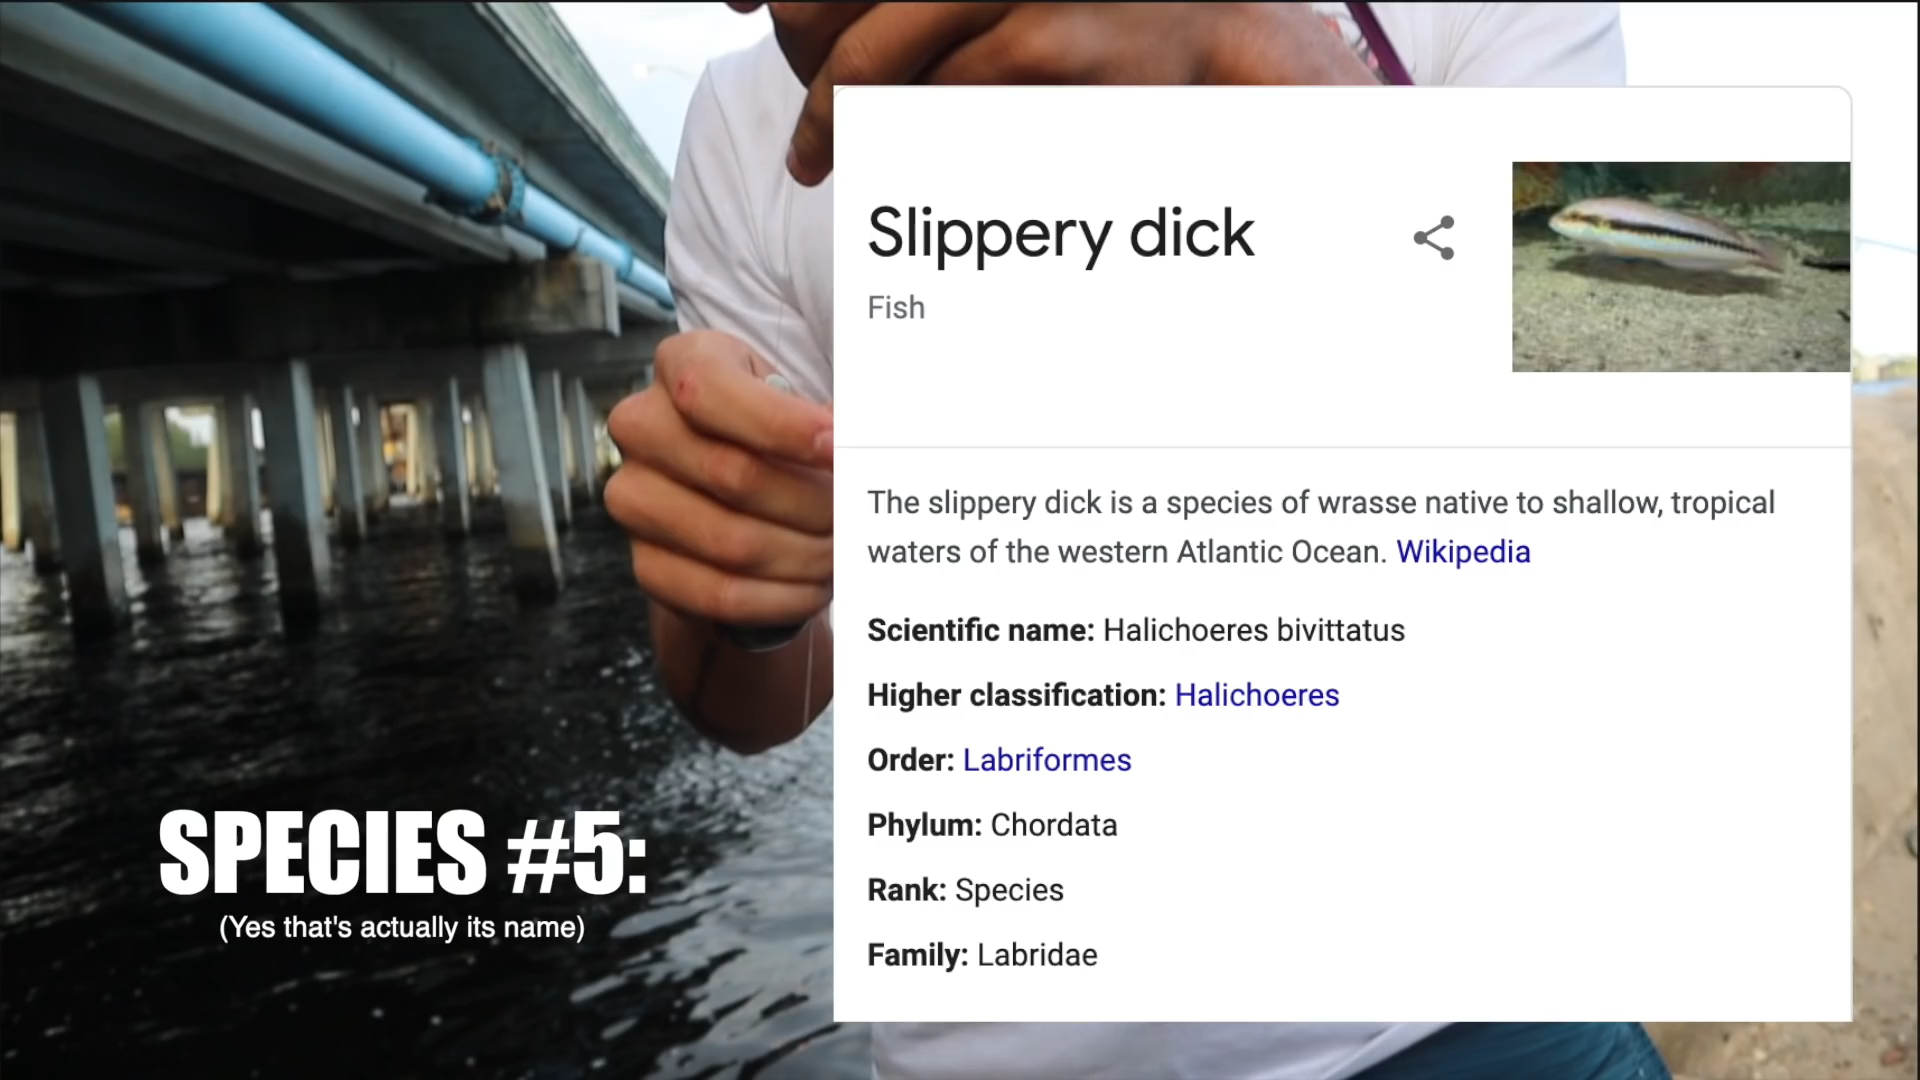 Slippery dick
Fish
The slippery dick is a species of wrasse native to shallow, tropical
waters of the western Atlantic Ocean. Wikipedia
Scientific name: Halichoeres bivittatus
Higher classification: Halichoeres
Order: Labriformes
Phylum: Chordata
Rank: Species
Family: Labridae
SPECIES #5:
(Yes that's actually its name)